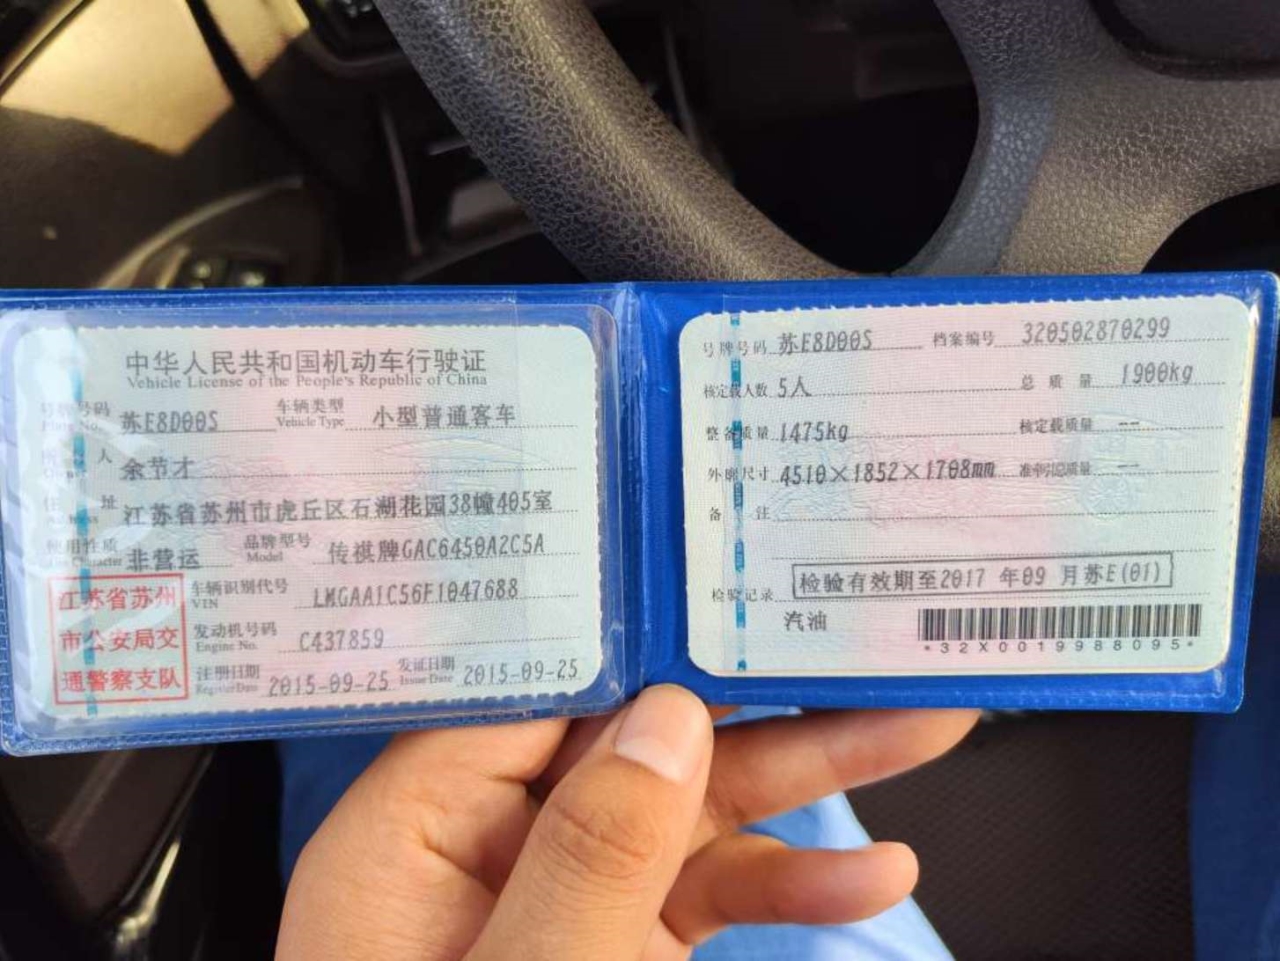 中华人民共和国机动车行驶证
Vehicle License of the People's Republic of China
号牌号码 苏E8D00S 车辆类型 小型普通客车
Plate No. Vehicle Type
所 人 余节才
住 址 江苏省苏州市虎丘区石湖花园38幢405室
Address
使用性质 非营运 品牌型号 传祺牌GAC6450A2C5A
Use Character Model
车辆识别代号 LMGAA1C56F1047688
VIN
发动机号码 C437859
Engine No.
注册日期 2015-09-25 发证日期 2015-09-25
Register Date Issue Date
江苏省苏州
市公安局交
通警察支队
号牌号码 苏E8D00S 档案编号 320502870299
核定载人数 5人 总质量 1900kg
整备质量 1475kg 核定载质量 --
外廓尺寸 4510×1852×1708mm 准牵引总质量 --
备 注
检验记录 检验有效期至2017 年09 月苏E(01)
汽油
*32X0019988095*